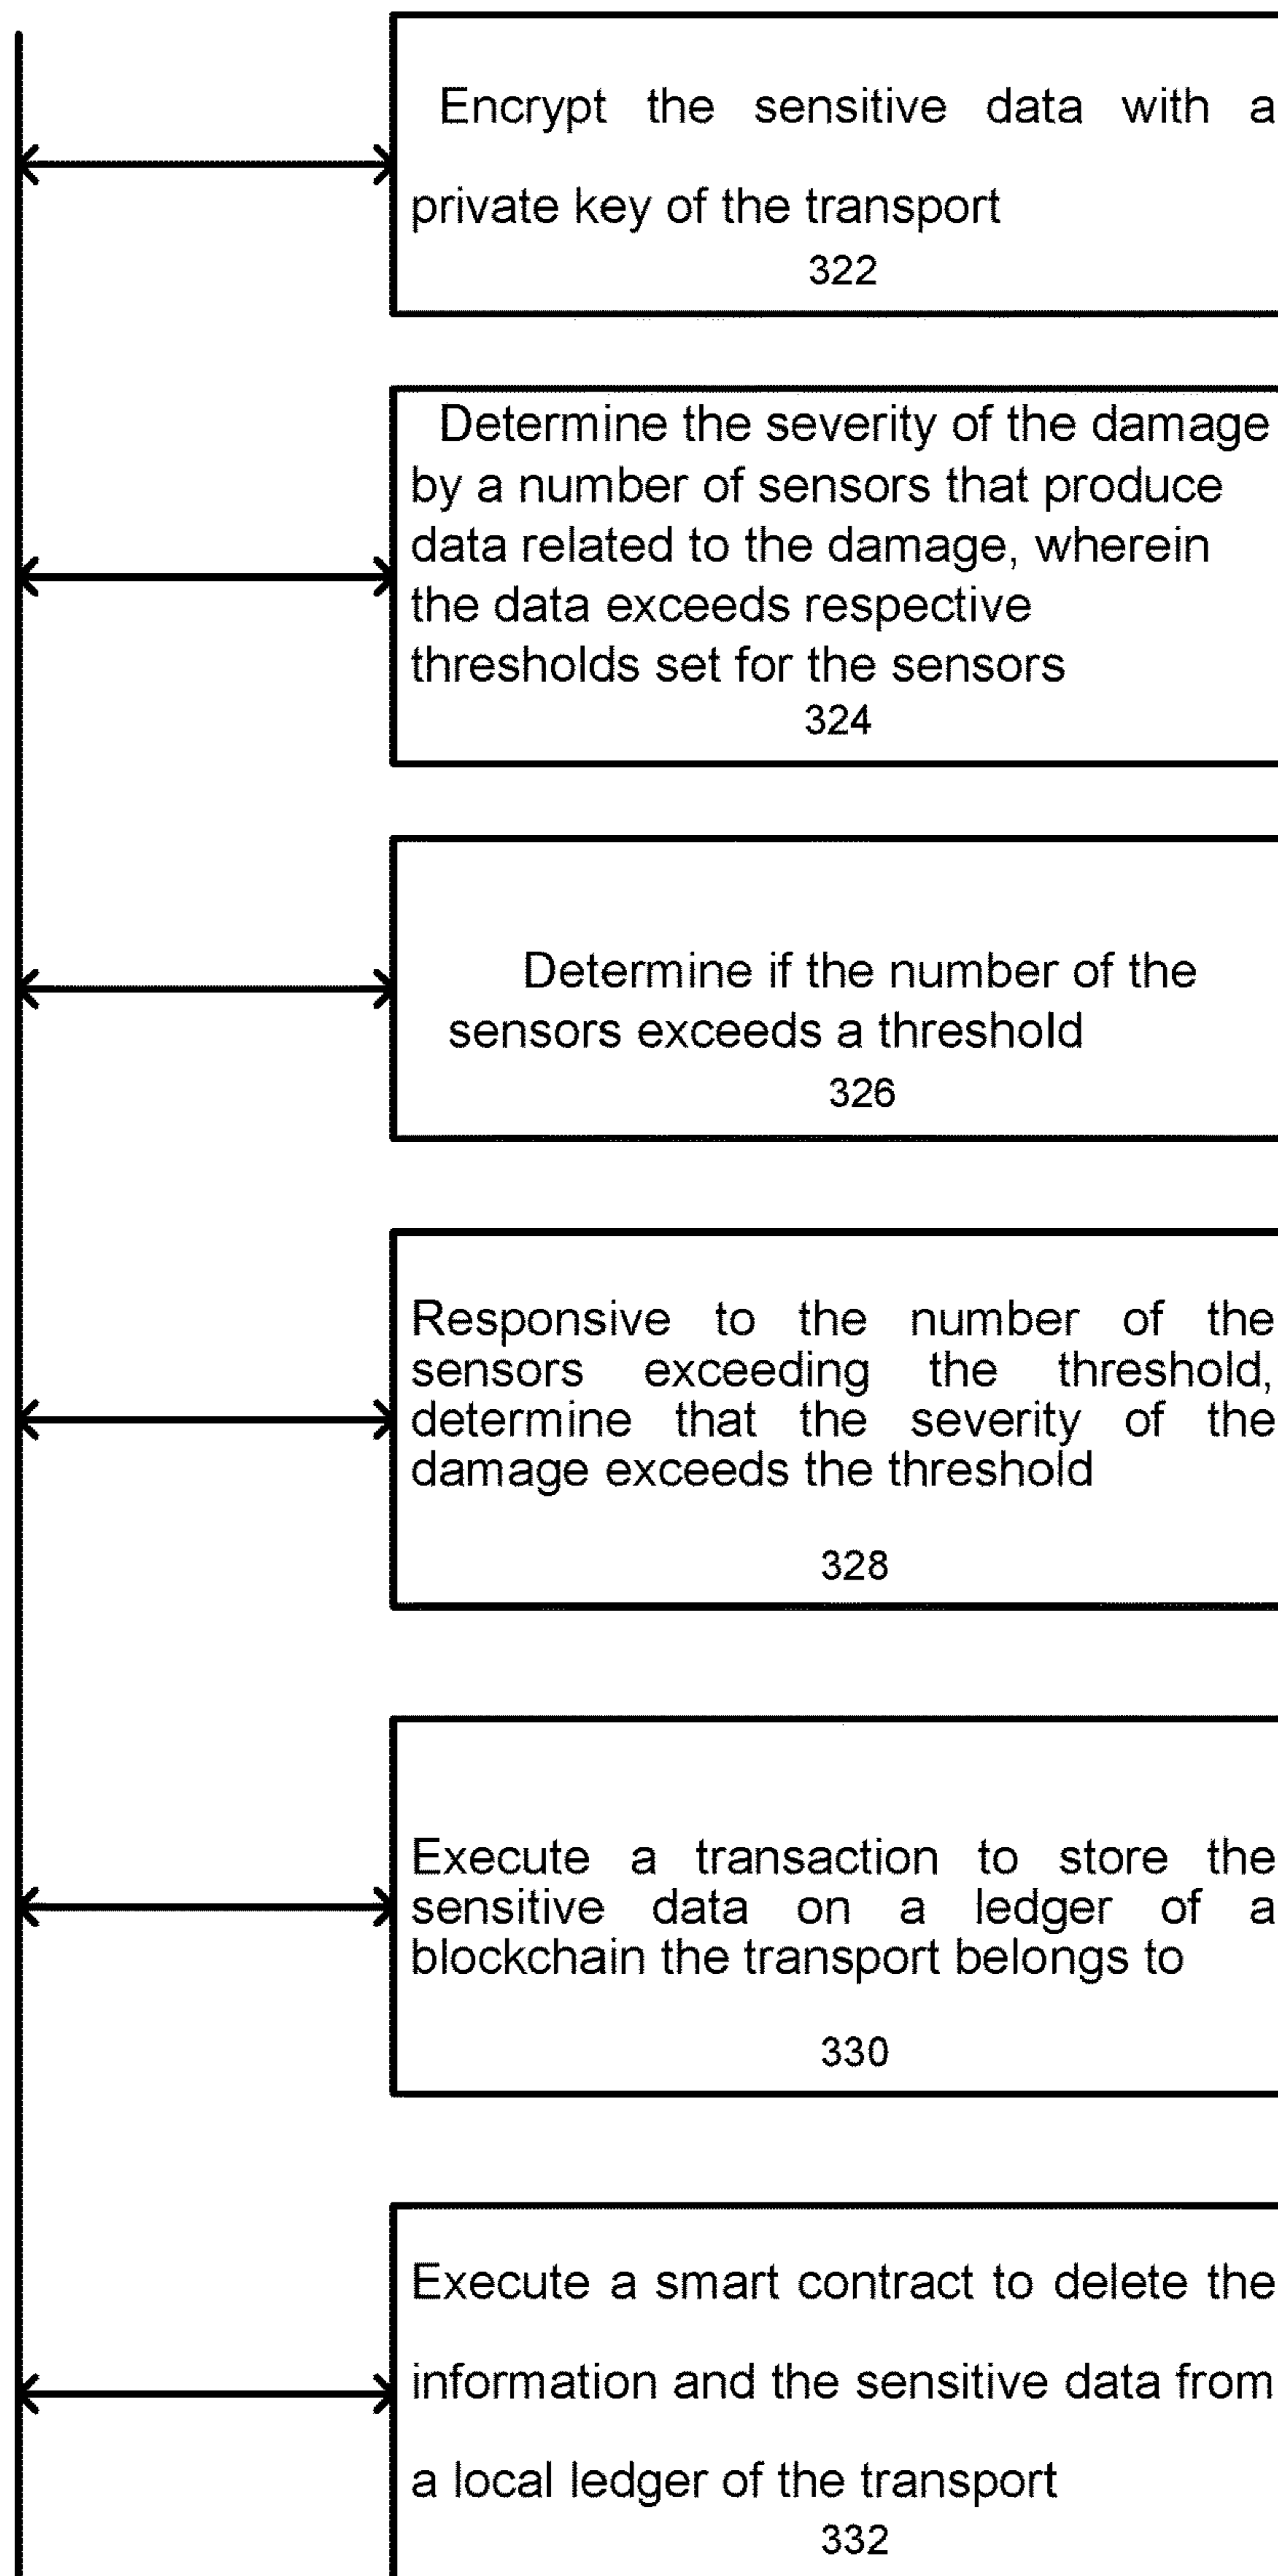 Encrypt the sensitive data with a
private key of the transport
322
Determine the severity of the damage
by a number of sensors that produce
data related to the damage, wherein
the data exceeds respective
thresholds set for the sensors
324
Determine if the number of the
sensors exceeds a threshold
326
Responsive to the number of the
sensors exceeding the threshold,
determine that the severity of the
damage exceeds the threshold
328
Execute a transaction to store the
sensitive data on a ledger of a
blockchain the transport belongs to
330
Execute a smart contract to delete the
information and the sensitive data from
a local ledger of the transport
332